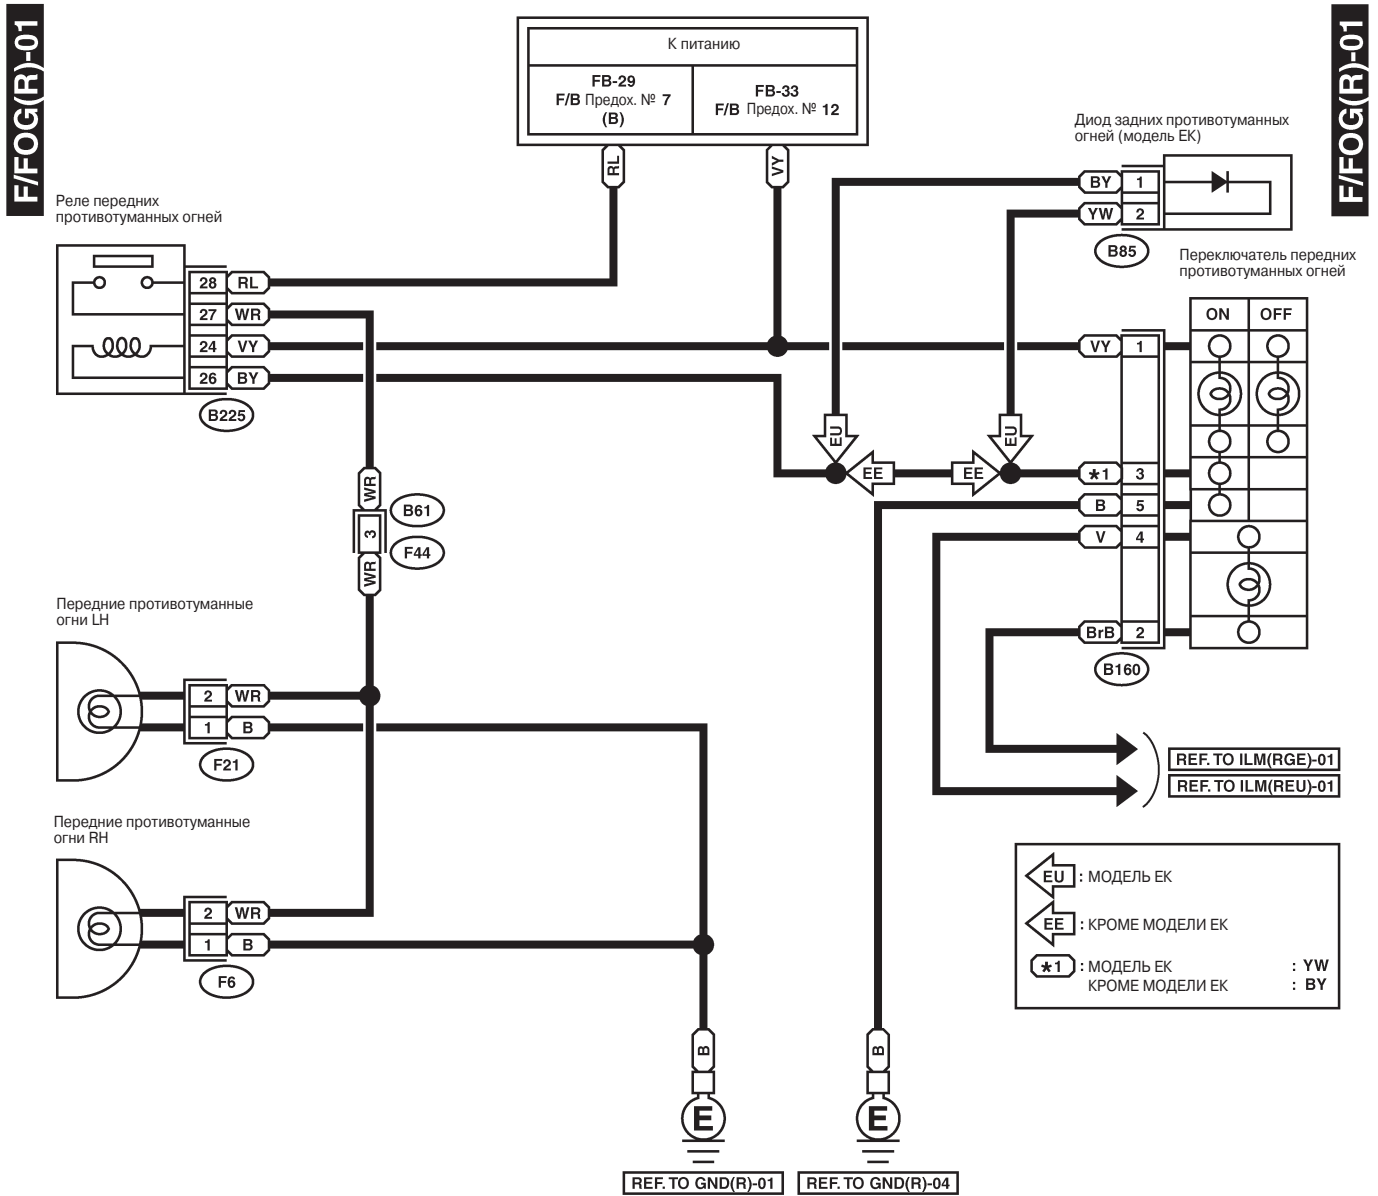 F/FOG(R)-01
F/FOG(R)-01
К питанию
FB-29
F/B Предох. № 7
(B)
FB-33
F/B Предох. № 12
RL
VY
Диод задних противотуманных
огней (модель ЕК)
BY 1
YW 2
B85
Реле передних
противотуманных огней
28 RL
27 WR
24 VY
26 BY
B225
Переключатель передних
противотуманных огней
ON OFF
VY 1
*1 3
B 5
V 4
BrB 2
B160
EU
EU
EE
EE
WR
B61
3
F44
WR
Передние противотуманные
огни LH
2 WR
1 B
F21
Передние противотуманные
огни RH
2 WR
1 B
F6
REF. TO ILM(RGE)-01
REF. TO ILM(REU)-01
EU : МОДЕЛЬ ЕК
EE : КРОМЕ МОДЕЛИ ЕК
*1 : МОДЕЛЬ ЕК : YW
КРОМЕ МОДЕЛИ ЕК : BY
B
B
E
E
REF. TO GND(R)-01
REF. TO GND(R)-04